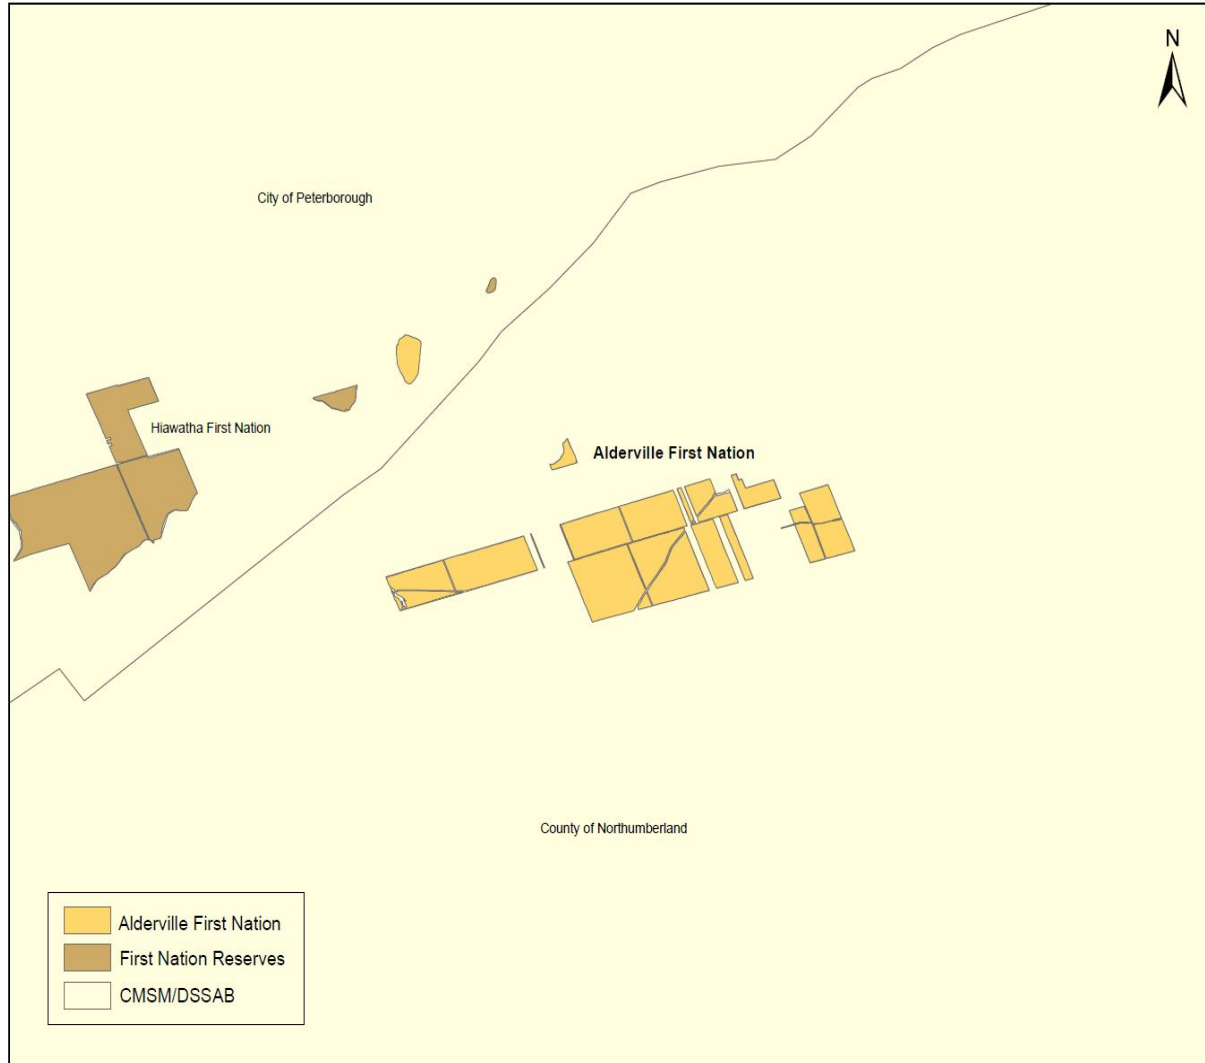 N
City of Peterborough
Hiawatha First Nation
Alderville First Nation
County of Northumberland
Alderville First Nation
First Nation Reserves
CMSM/DSSAB